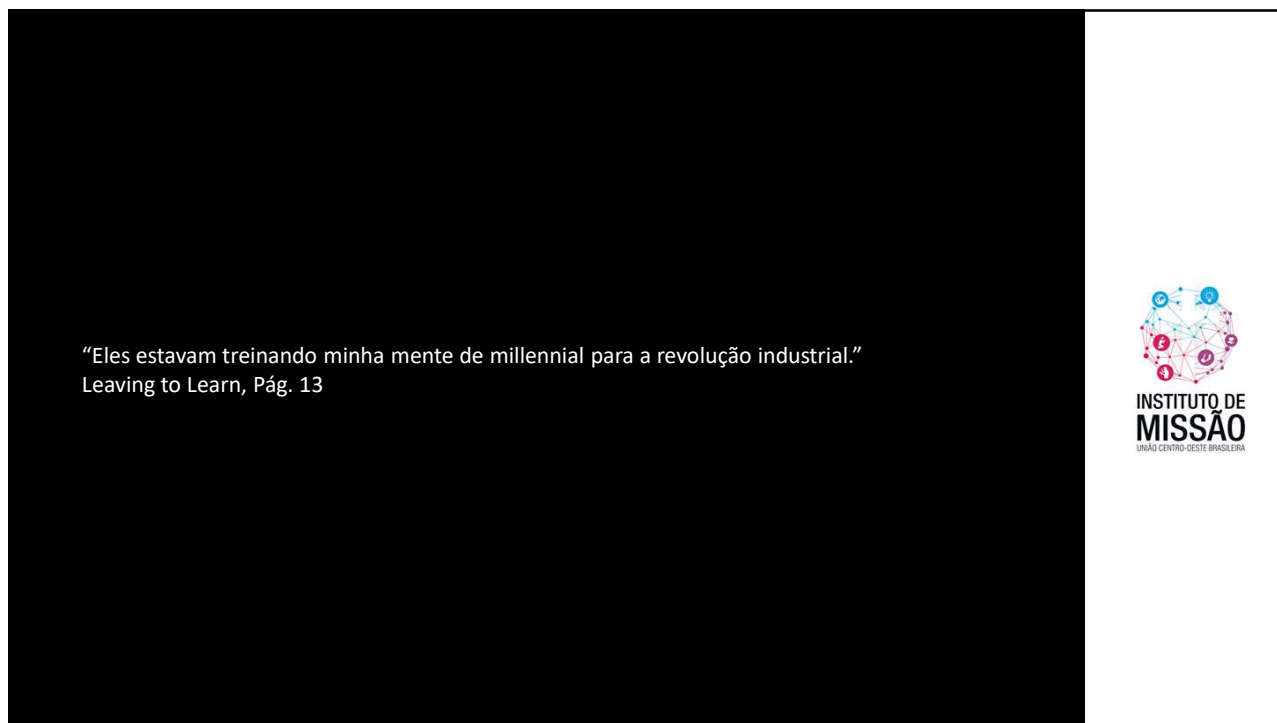 “Eles estavam treinando minha mente de millennial para a revolução industrial.”
Leaving to Learn, Pág. 13
INSTITUTO DE
MISSÃO
UNIÃO CENTRO-OESTE BRASILEIRA